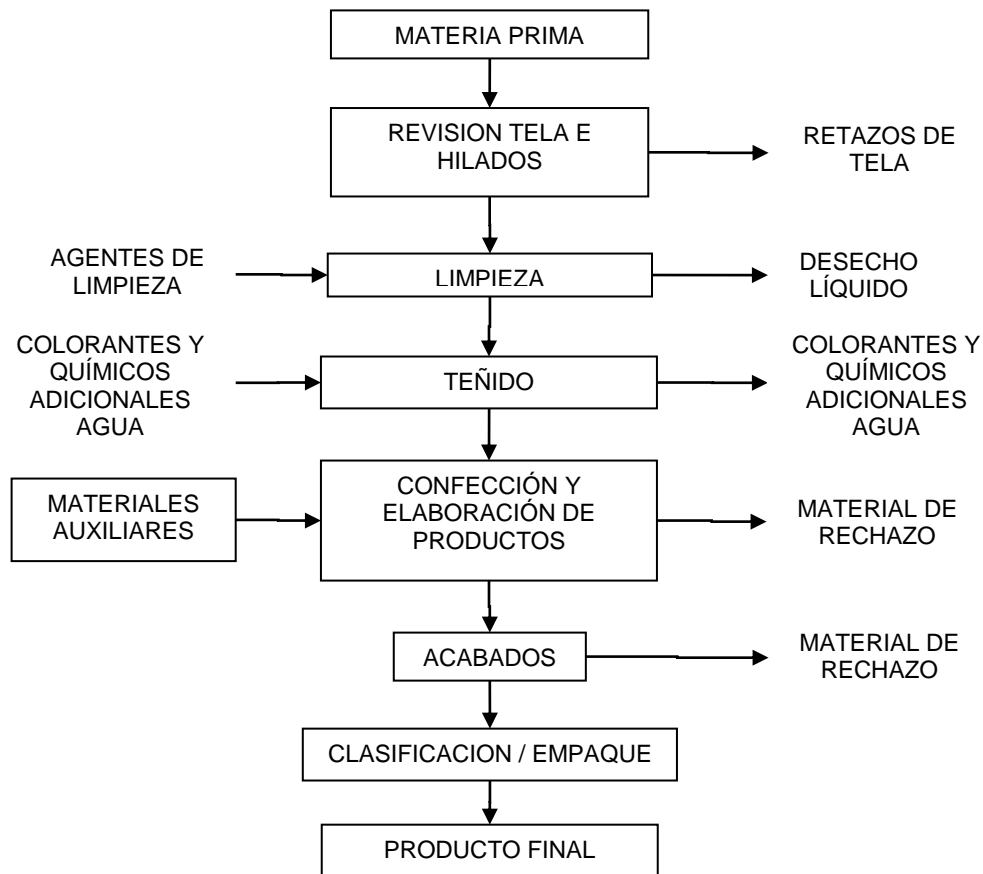 MATERIA PRIMA
REVISION TELA E
HILADOS
RETAZOS DE
TELA
AGENTES DE
LIMPIEZA
LIMPIEZA
DESECHO
LÍQUIDO
COLORANTES Y
QUÍMICOS
ADICIONALES
AGUA
TEÑIDO
COLORANTES Y
QUÍMICOS
ADICIONALES
AGUA
MATERIALES
AUXILIARES
CONFECCIÓN Y
ELABORACIÓN DE
PRODUCTOS
MATERIAL DE
RECHAZO
ACABADOS
MATERIAL DE
RECHAZO
CLASIFICACION / EMPAQUE
PRODUCTO FINAL